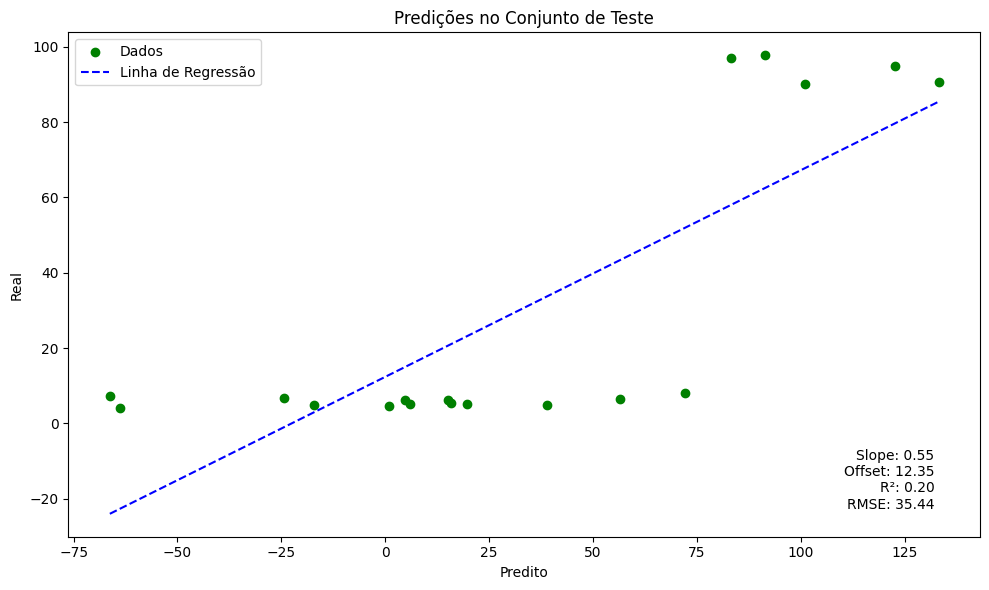 Predições no Conjunto de Teste
Dados
Linha de Regressão
100
80
60
40
20
0
−20
Real
Slope: 0.55
Offset: 12.35
R²: 0.20
RMSE: 35.44
−75 −50 −25 0 25 50 75 100 125
Predito